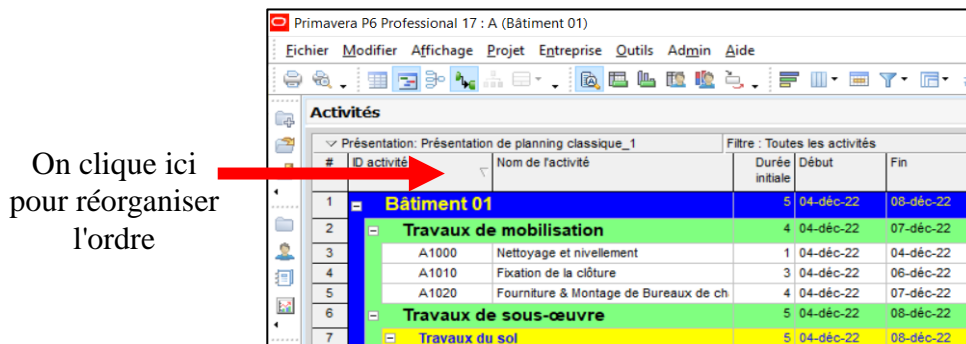 Primavera P6 Professional 17 : A (Bâtiment 01)
Eichier Modifier Affichage Projet Entreprise Outils Admin Aide
Activités
Présentation: Présentation de planning classique_1 Filtre : Toutes les activités
# ID activité Nom de l'activité Durée initiale Début Fin
On clique ici
pour réorganiser
l'ordre
1 Bâtiment 01 5 04-déc-22 08-déc-22
2 Travaux de mobilisation 4 04-déc-22 07-déc-22
3 A1000 Nettoyage et nivellement 1 04-déc-22 04-déc-22
4 A1010 Fixation de la clôture 3 04-déc-22 06-déc-22
5 A1020 Fourniture & Montage de Bureaux de ch 4 04-déc-22 07-déc-22
6 Travaux de sous-œuvre 5 04-déc-22 08-déc-22
7 Travaux du sol 5 04-déc-22 08-déc-22